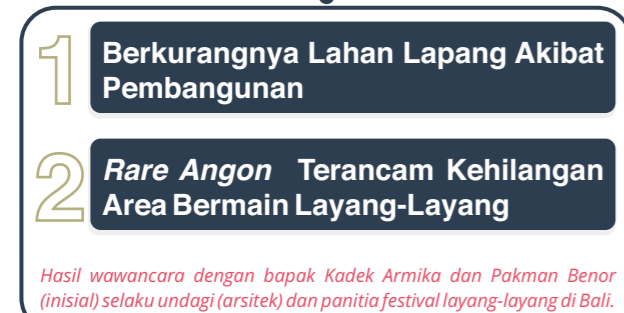 1
Berkurangnya Lahan Lapang Akibat
Pembangunan
2
Rare Angon Terancam Kehilangan
Area Bermain Layang-Layang
Hasil wawancara dengan bapak Kadek Armika dan Pakman Benor
(inisial) selaku undagi (arsitek) dan panitia festival layang-layang di Bali.